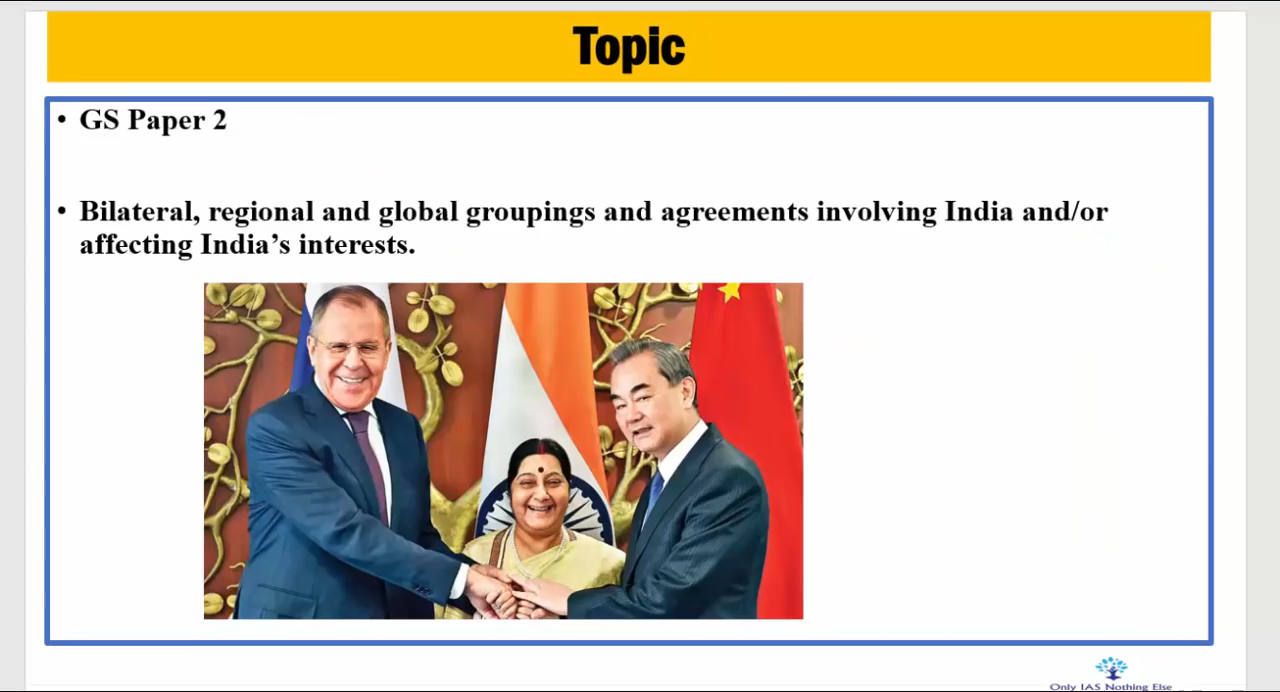 Topic
• GS Paper 2
• Bilateral, regional and global groupings and agreements involving India and/or
affecting India’s interests.
Only IAS Nothing Else